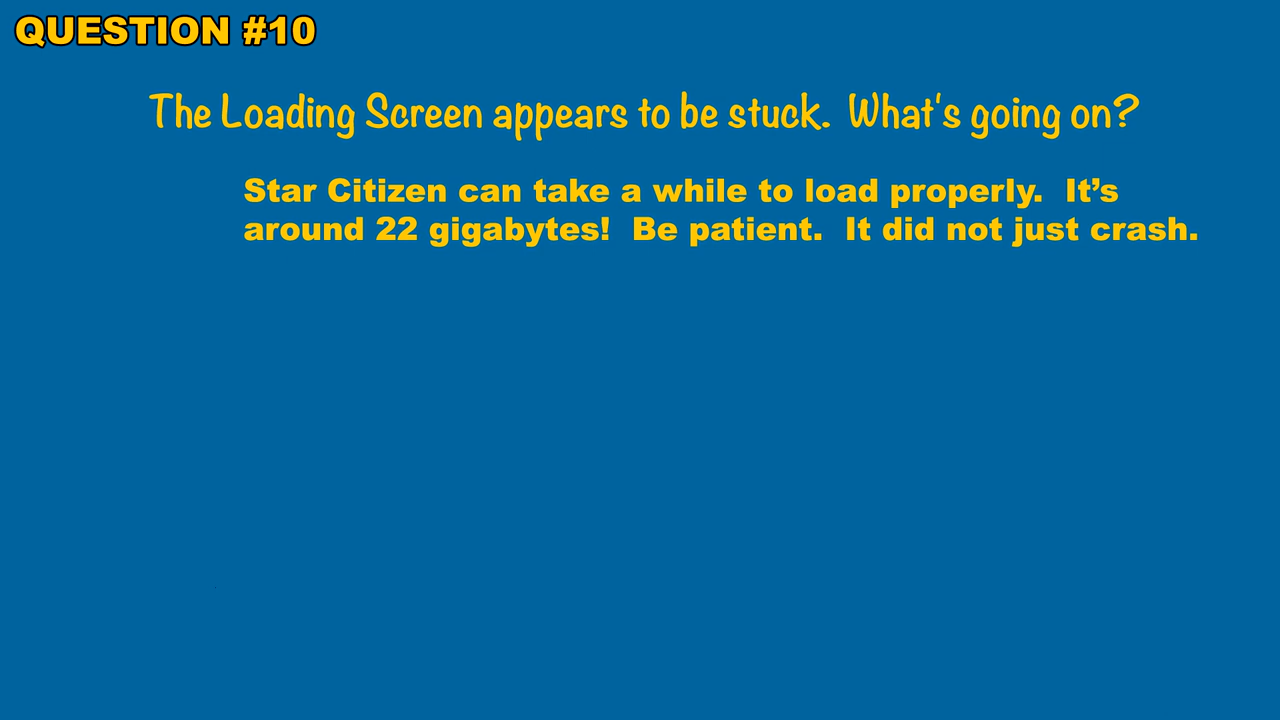 QUESTION #10
The Loading Screen appears to be stuck.  What's going on?
Star Citizen can take a while to load properly.  It’s
around 22 gigabytes!  Be patient.  It did not just crash.